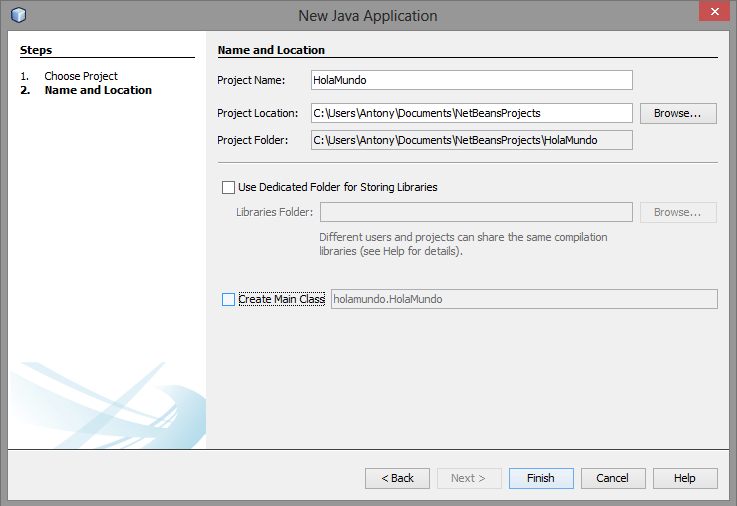 New Java Application
Steps
1. Choose Project
2. Name and Location
Name and Location
Project Name: HolaMundo
Project Location: C:\Users\Antony\Documents\NetBeansProjects Browse...
Project Folder: C:\Users\Antony\Documents\NetBeansProjects\HolaMundo
Use Dedicated Folder for Storing Libraries
Libraries Folder: Browse...
Different users and projects can share the same compilation
libraries (see Help for details).
Create Main Class holamundo.HolaMundo
< Back Next > Finish Cancel Help